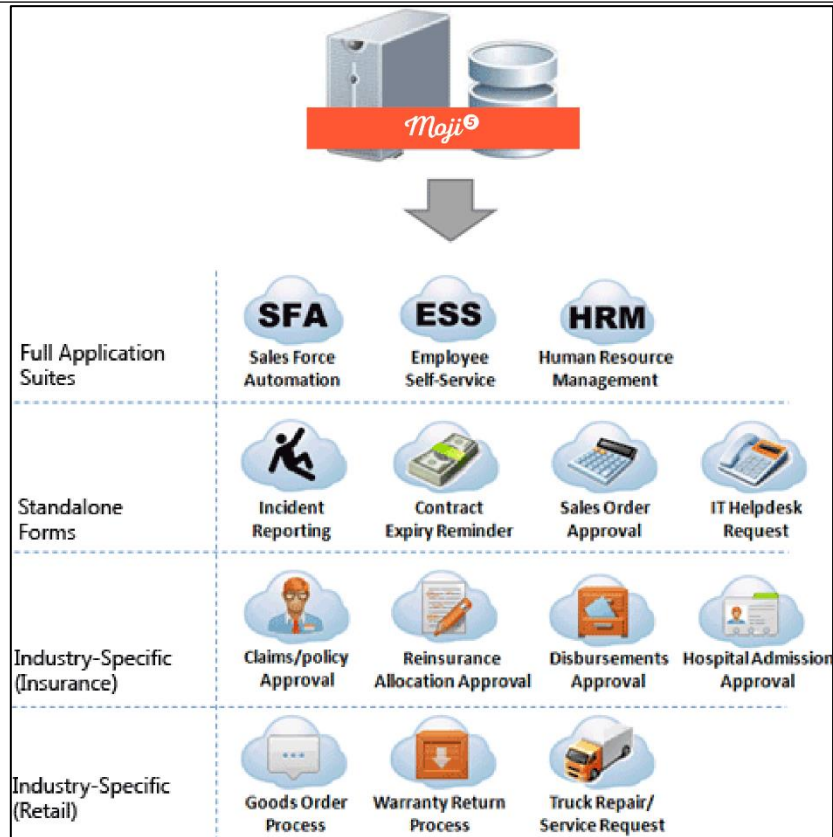 Moji5
SFA
ESS
HRM
Full Application
Suites
Sales Force
Automation
Employee
Self-Service
Human Resource
Management
Standalone
Forms
Incident
Reporting
Contract
Expiry Reminder
Sales Order
Approval
IT Helpdesk
Request
Industry-Specific
(Insurance)
Claims/policy
Approval
Reinsurance
Allocation Approval
Disbursements
Approval
Hospital Admission
Approval
Industry-Specific
(Retail)
Goods Order
Process
Warranty Return
Process
Truck Repair/
Service Request